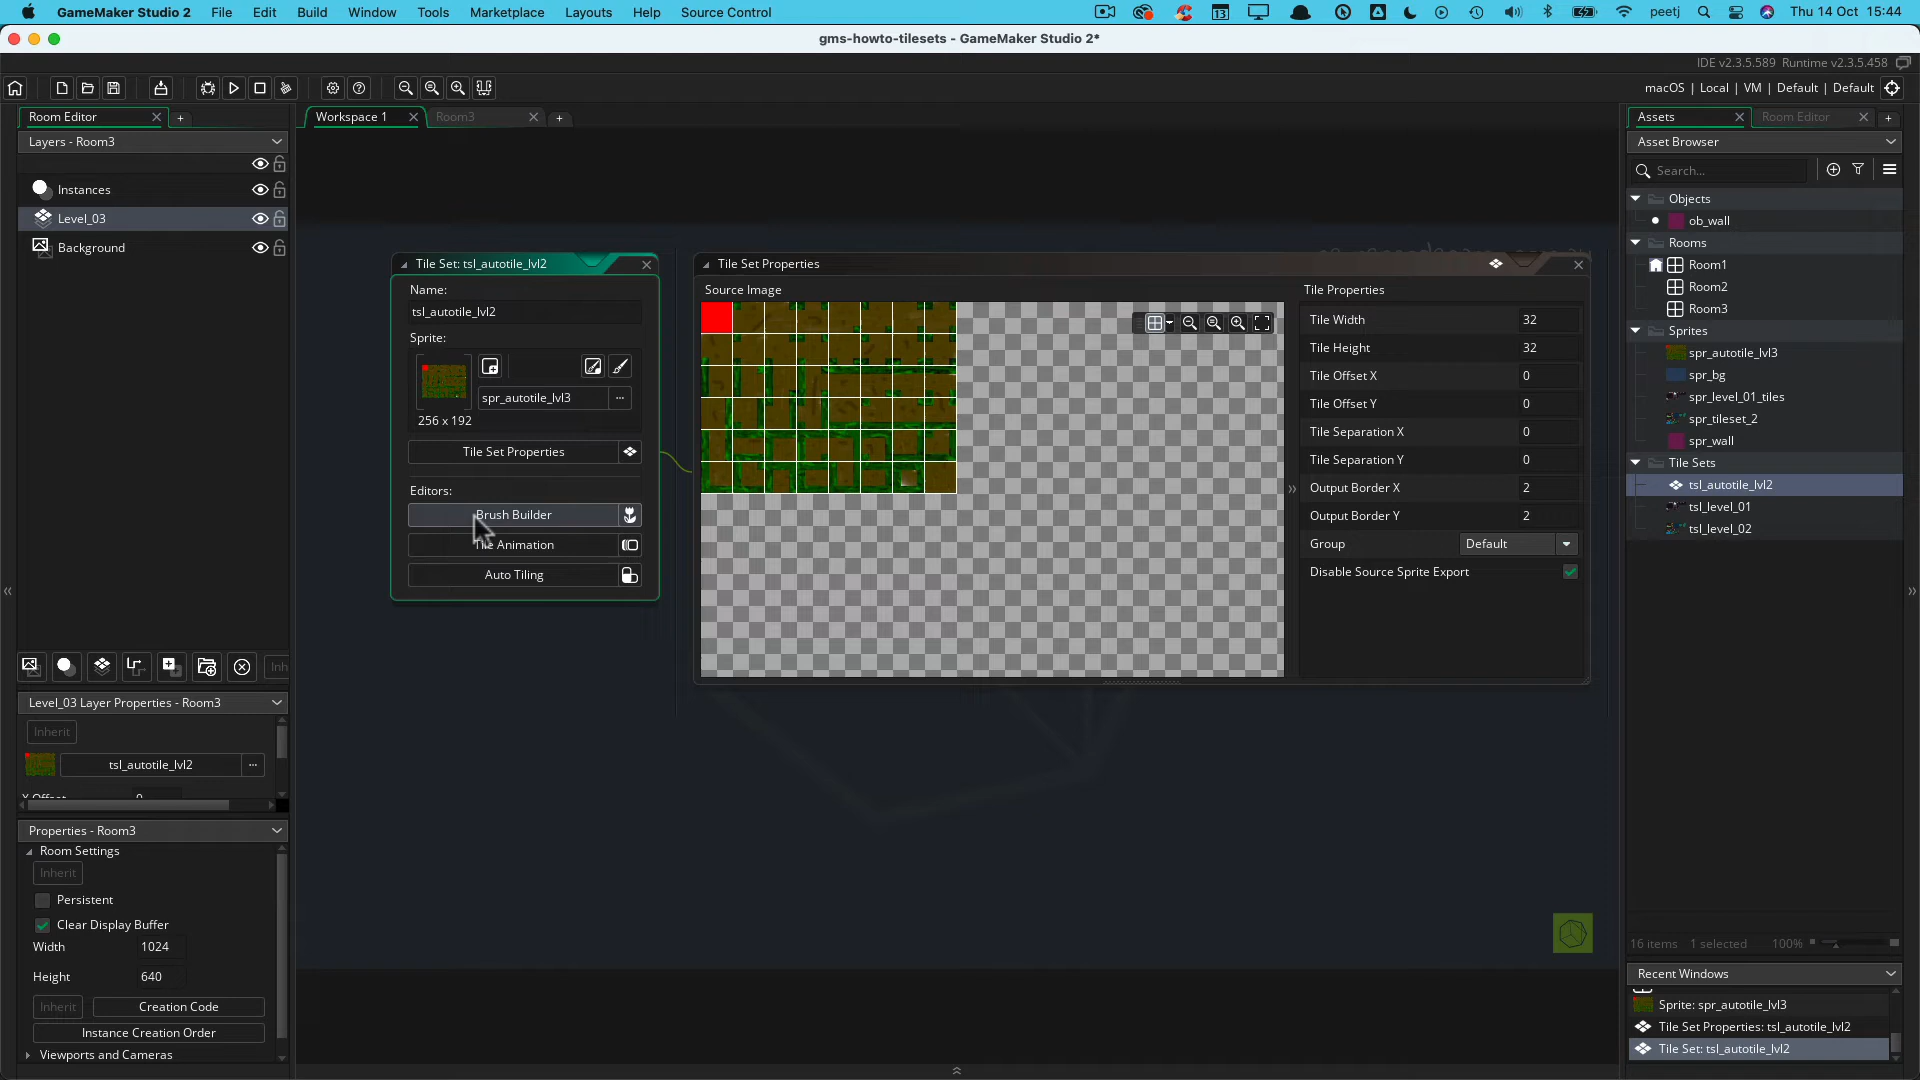 GameMaker Studio 2 File Edit Build Window Tools Marketplace Layouts Help Source Control
13 peetj Thu 14 Oct 15:44
gms-howto-tilesets - GameMaker Studio 2*
IDE v2.3.5.589 Runtime v2.3.5.458
macOS | Local | VM | Default | Default
Room Editor
Layers - Room3
Instances
Level_03
Background
Inh
Level_03 Layer Properties - Room3
Inherit
tsl_autotile_lvl2
X Offset 0
Properties - Room3
Room Settings
Inherit
Persistent
Clear Display Buffer
Width 1024
Height 640
Inherit Creation Code
Instance Creation Order
Viewports and Cameras
Workspace 1 Room3
Tile Set: tsl_autotile_lvl2
Name:
tsl_autotile_lvl2
Sprite:
spr_autotile_lvl3
256 x 192
Tile Set Properties
Editors:
Brush Builder
Tile Animation
Auto Tiling
Tile Set Properties
Source Image
Tile Properties
Tile Width 32
Tile Height 32
Tile Offset X 0
Tile Offset Y 0
Tile Separation X 0
Tile Separation Y 0
Output Border X 2
Output Border Y 2
Group Default
Disable Source Sprite Export
Assets Room Editor
Asset Browser
Search...
Objects
ob_wall
Rooms
Room1
Room2
Room3
Sprites
spr_autotile_lvl3
spr_bg
spr_level_01_tiles
spr_tileset_2
spr_wall
Tile Sets
tsl_autotile_lvl2
tsl_level_01
tsl_level_02
16 items 1 selected 100%
Recent Windows
Sprite: spr_autotile_lvl3
Tile Set Properties: tsl_autotile_lvl2
Tile Set: tsl_autotile_lvl2